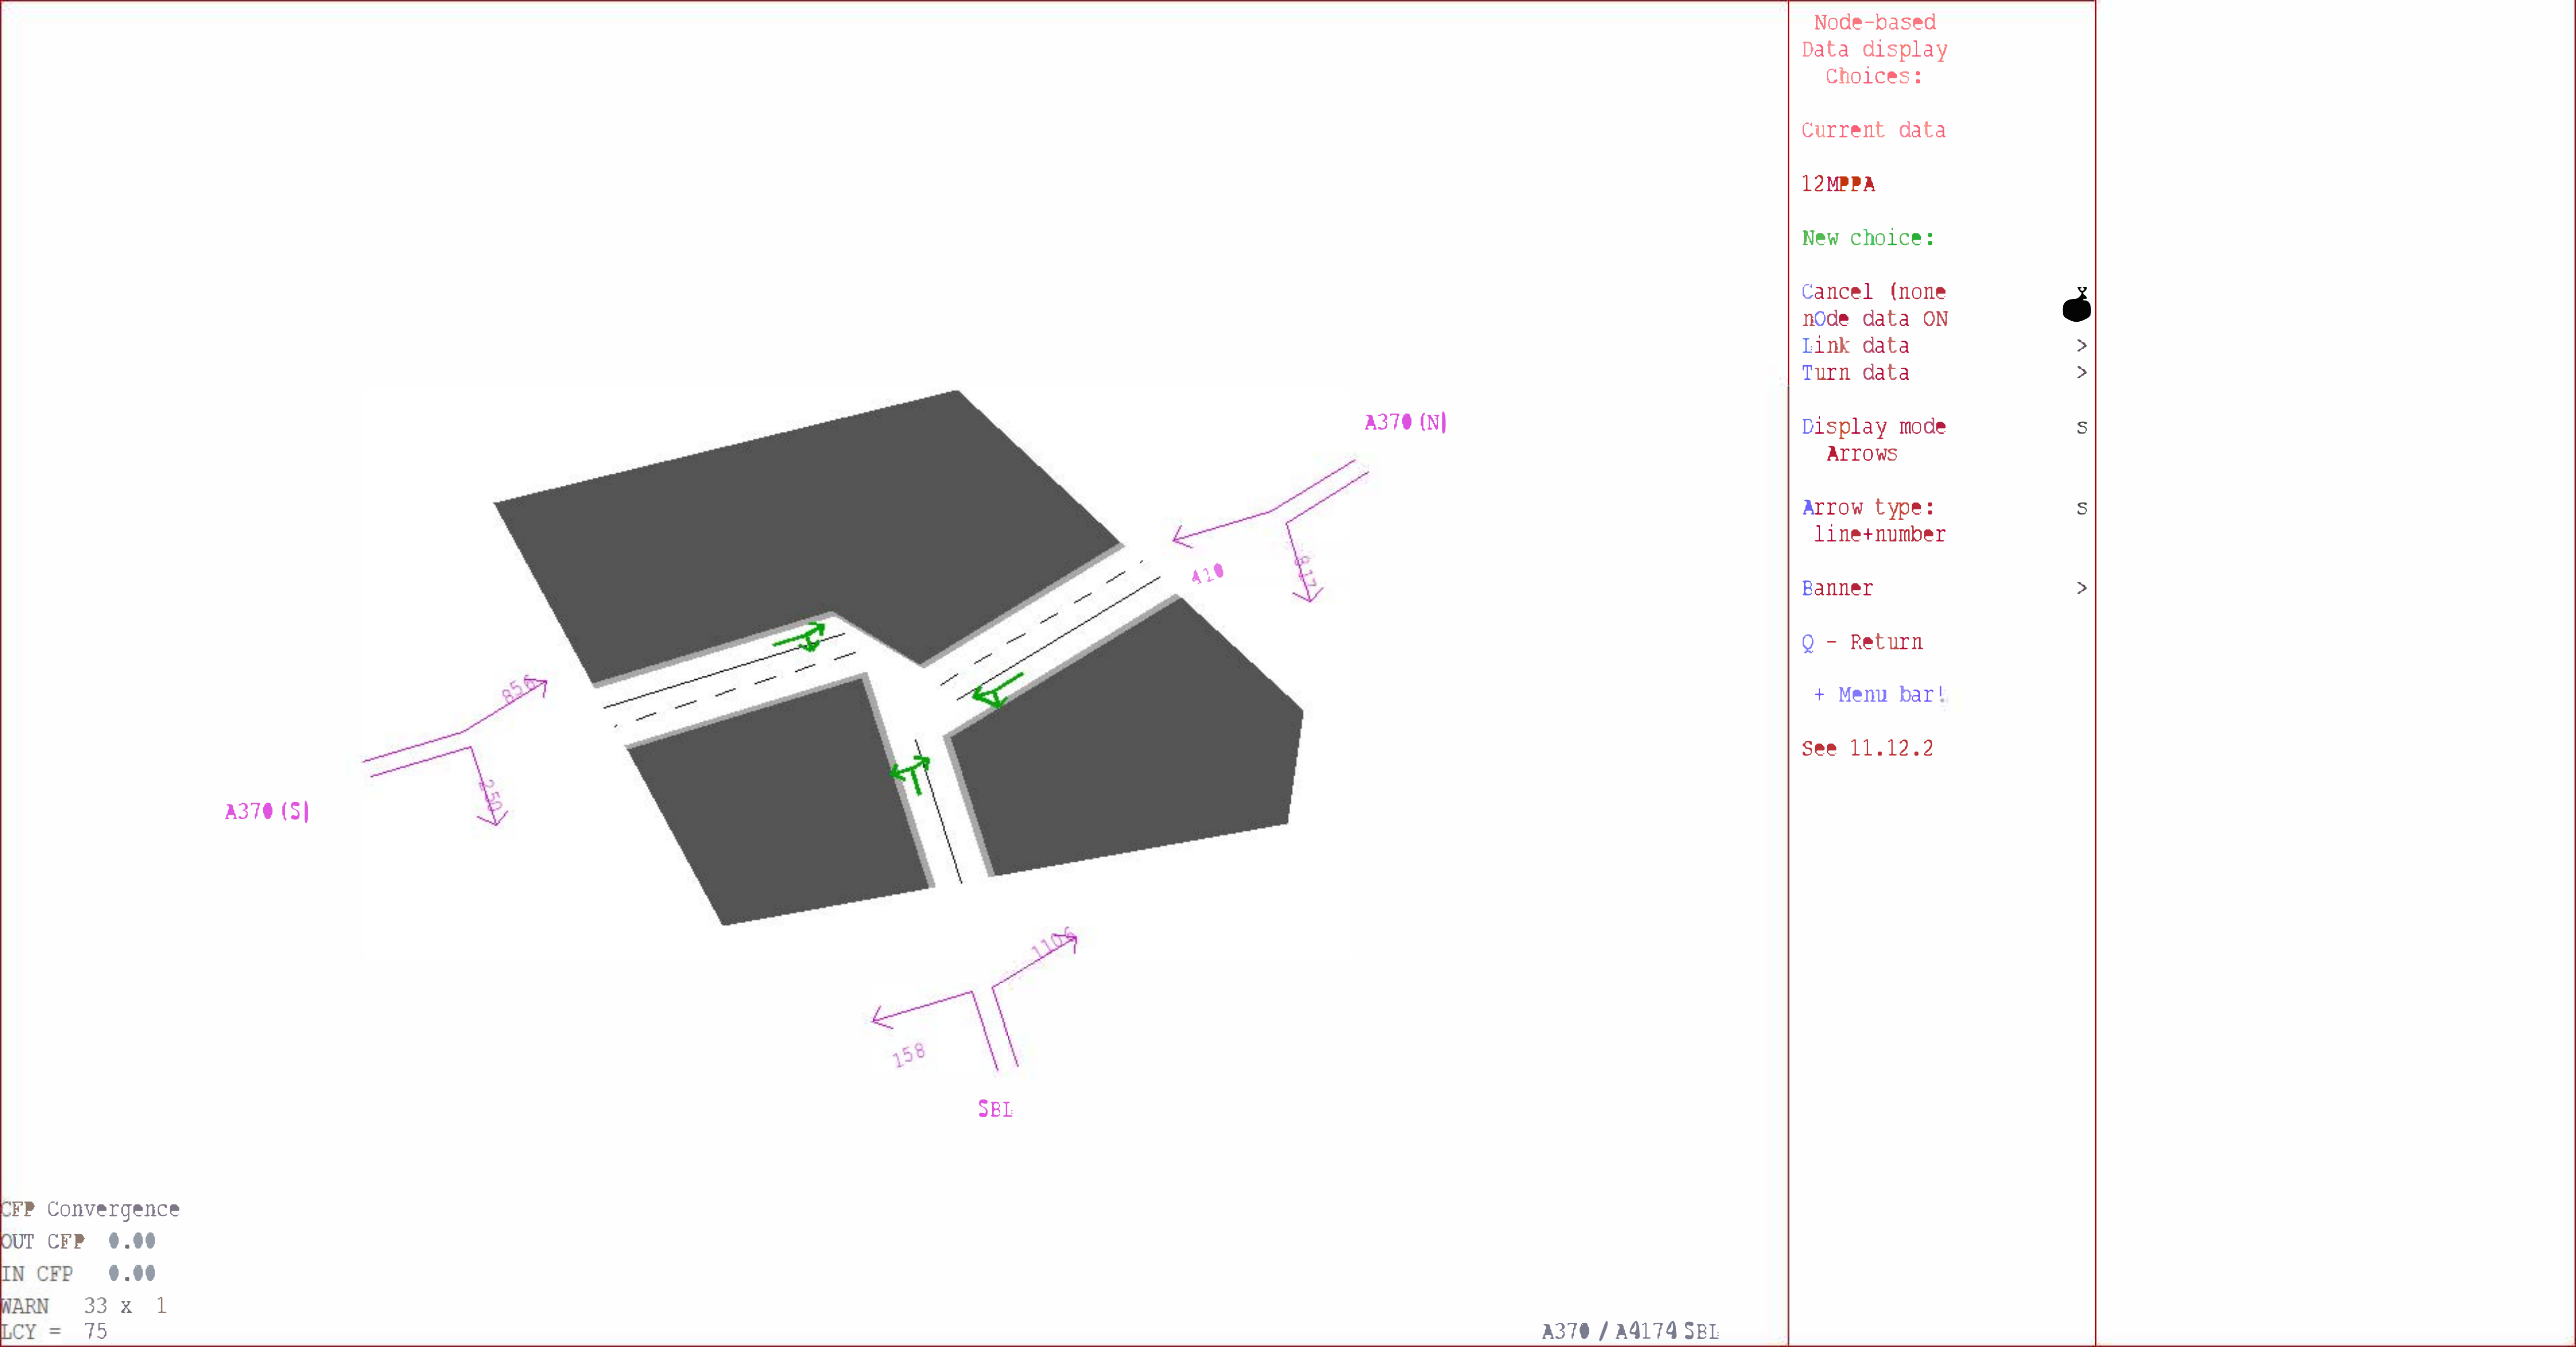 Node-based
Data display
Choices:
Current data
12MPPA
New choice:
Cancel (none x
nOde data ON
Link data >
Turn data >
Display mode s
Arrows
Arrow type: s
line+number
Banner >
Q - Return
+ Menu bar!
See 11.12.2
A370 (N)
410
817
856
250
A370 (S)
1106
158
SBL
CFP Convergence
OUT CFP 0.00
IN CFP 0.00
WARN 33 x 1
LCY = 75
A370 / A4174 SBL